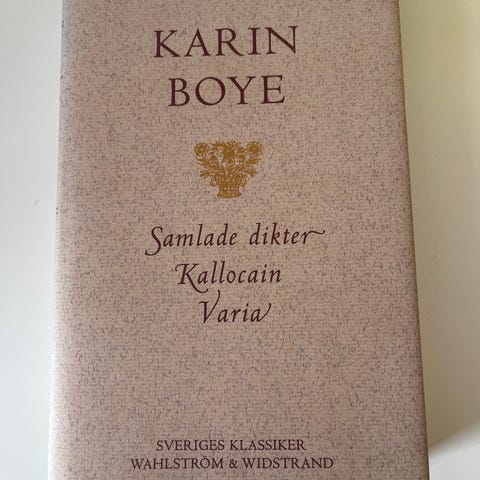 KARIN
BOYE
Samlade dikter
Kallocain
Varia
SVERIGES KLASSIKER
WAHLSTRÖM & WIDSTRAND